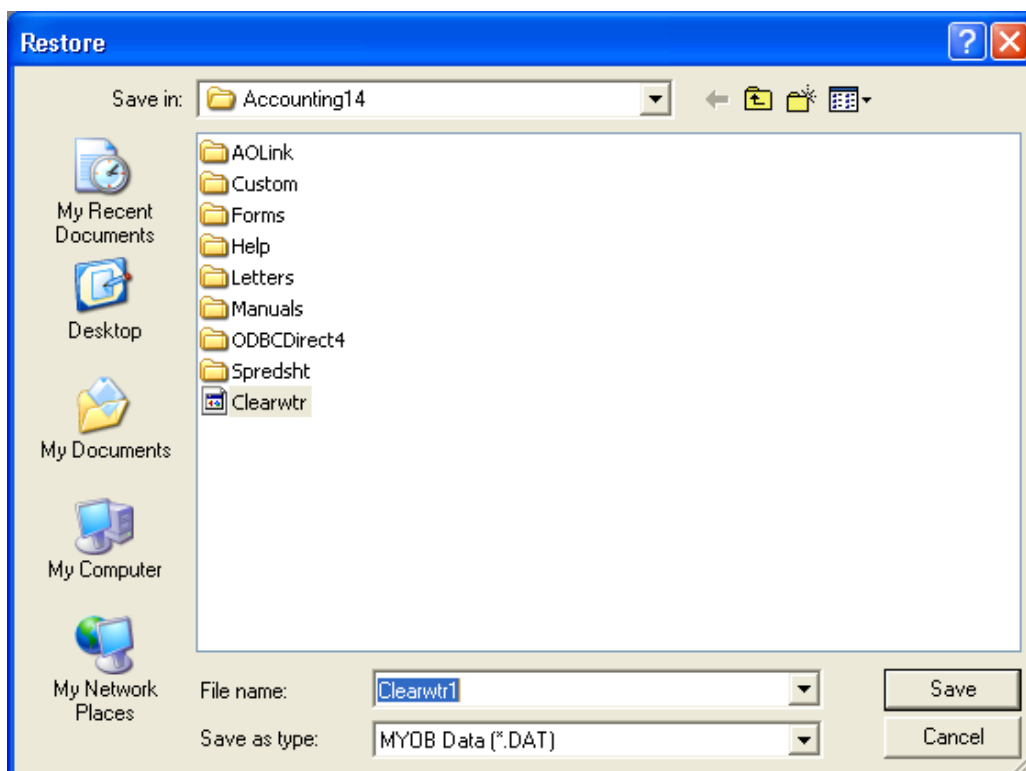 Restore
Save in: Accounting14
AOLink
Custom
Forms
Help
Letters
Manuals
ODBCDirect4
Spredsht
Clearwtr
My Recent
Documents
Desktop
My Documents
My Computer
My Network
Places
File name: Clearwtr1 Save
Save as type: MYOB Data (*.DAT) Cancel